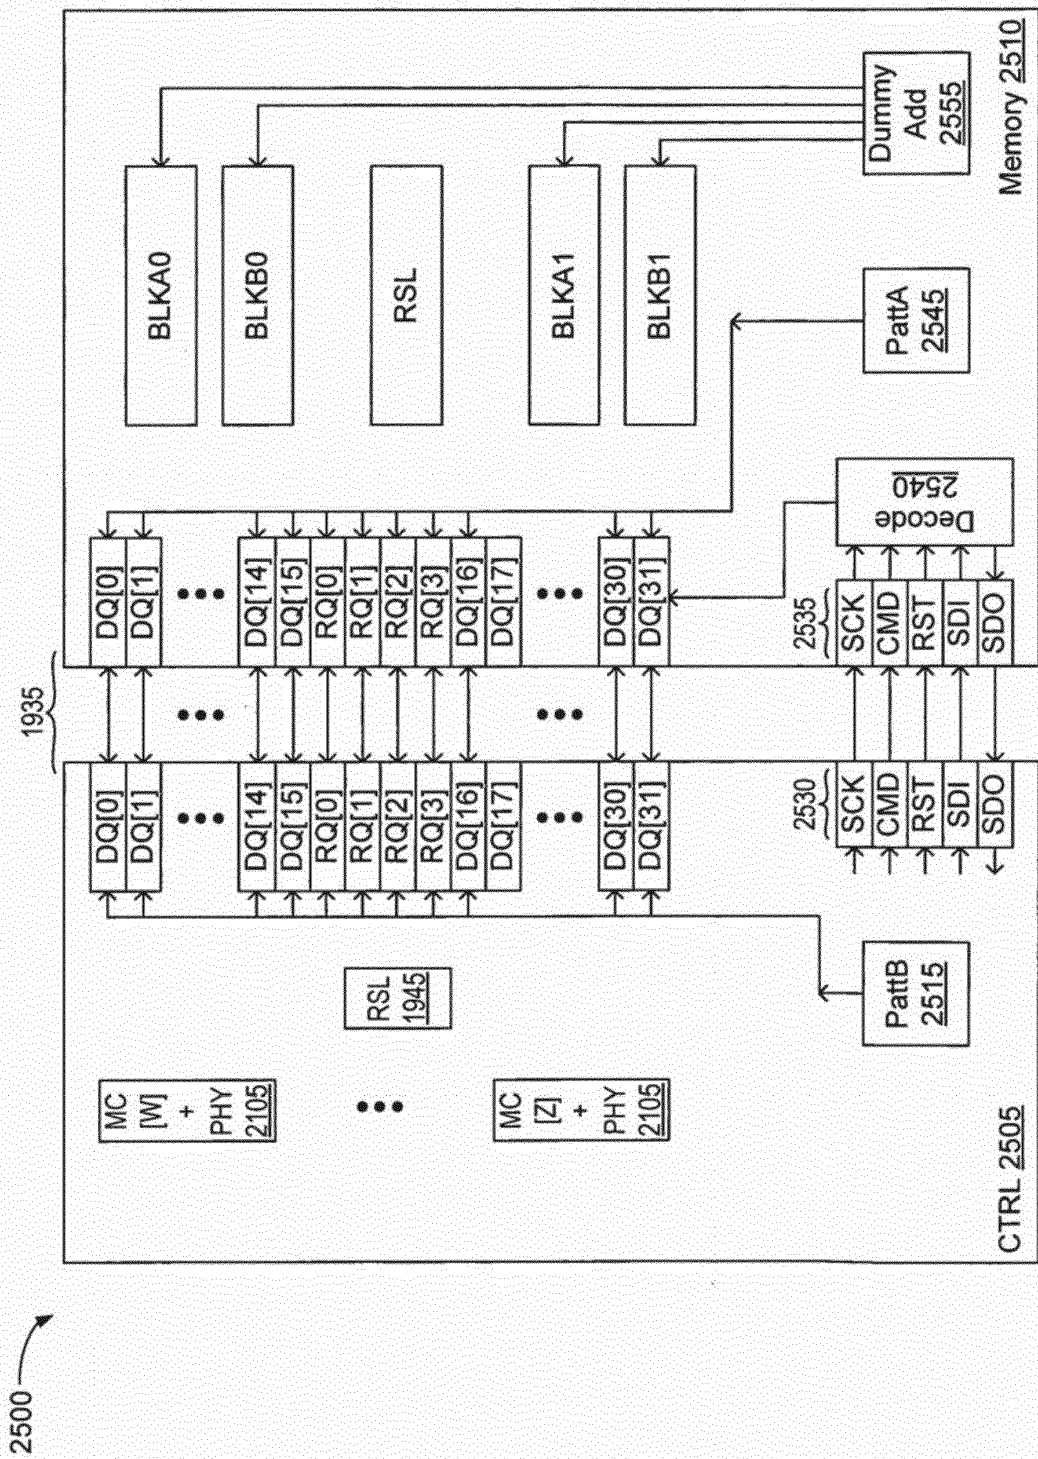 2500
CTRL 2505
MC
[W]
+
PHY
2105
MC
[Z]
+
PHY
2105
RSL
1945
PattB
2515
DQ[0]
DQ[1]
DQ[14]
DQ[15]
RQ[0]
RQ[1]
RQ[2]
RQ[3]
DQ[16]
DQ[17]
DQ[30]
DQ[31]
2530
SCK
CMD
RST
SDI
SDO
1935
Memory 2510
DQ[0]
DQ[1]
DQ[14]
DQ[15]
RQ[0]
RQ[1]
RQ[2]
RQ[3]
DQ[16]
DQ[17]
DQ[30]
DQ[31]
2535
SCK
CMD
RST
SDI
SDO
Decode
2540
PattA
2545
BLKA0
BLKB0
RSL
BLKA1
BLKB1
Dummy
Add
2555